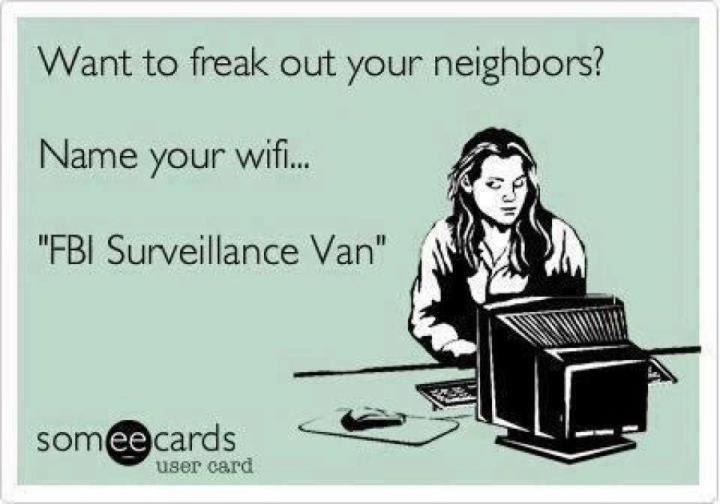 Want to freak out your neighbors?
Name your wifi...
"FBI Surveillance Van"
someecards
user card